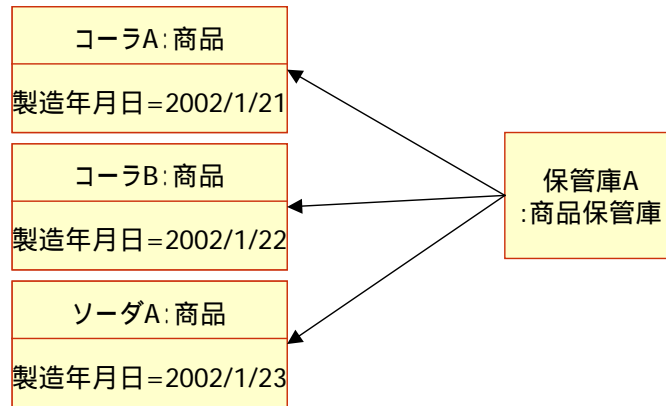 コーラA:商品
製造年月日=2002/1/21
コーラB:商品
製造年月日=2002/1/22
ソーダA:商品
製造年月日=2002/1/23
保管庫A
:商品保管庫